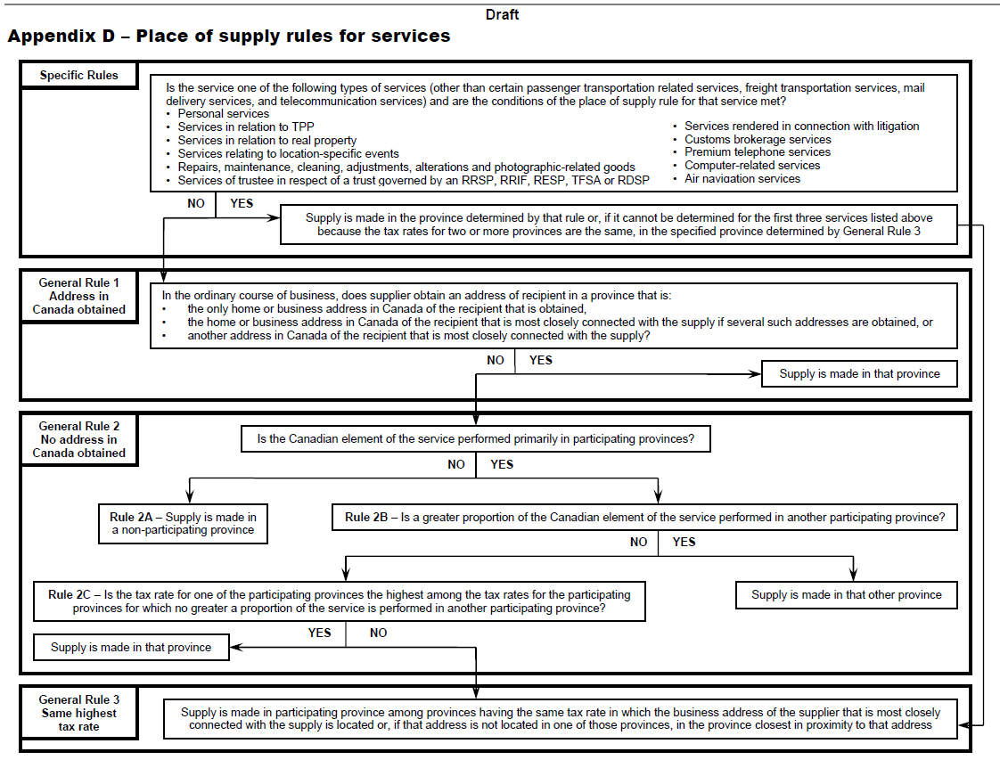 Draft
Appendix D – Place of supply rules for services
Specific Rules
Is the service one of the following types of services (other than certain passenger transportation related services, freight transportation services, mail
delivery services, and telecommunication services) and are the conditions of the place of supply rule for that service met?
• Personal services
• Services in relation to TPP
• Services in relation to real property
• Services relating to location-specific events
• Repairs, maintenance, cleaning, adjustments, alterations and photographic-related goods
• Services of trustee in respect of a trust governed by an RRSP, RRIF, RESP, TFSA or RDSP
• Services rendered in connection with litigation
• Customs brokerage services
• Premium telephone services
• Computer-related services
• Air navigation services
NO YES
Supply is made in the province determined by that rule or, if it cannot be determined for the first three services listed above
because the tax rates for two or more provinces are the same, in the specified province determined by General Rule 3
General Rule 1
Address in
Canada obtained
In the ordinary course of business, does supplier obtain an address of recipient in a province that is:
• the only home or business address in Canada of the recipient that is obtained,
• the home or business address in Canada of the recipient that is most closely connected with the supply if several such addresses are obtained, or
• another address in Canada of the recipient that is most closely connected with the supply?
NO YES
Supply is made in that province
General Rule 2
No address in
Canada obtained
Is the Canadian element of the service performed primarily in participating provinces?
NO YES
Rule 2A – Supply is made in
a non-participating province
Rule 2B – Is a greater proportion of the Canadian element of the service performed in another participating province?
NO YES
Rule 2C – Is the tax rate for one of the participating provinces the highest among the tax rates for the participating
provinces for which no greater a proportion of the service is performed in another participating province?
Supply is made in that other province
YES NO
Supply is made in that province
General Rule 3
Same highest
tax rate
Supply is made in participating province among provinces having the same tax rate in which the business address of the supplier that is most closely
connected with the supply is located or, if that address is not located in one of those provinces, in the province closest in proximity to that address